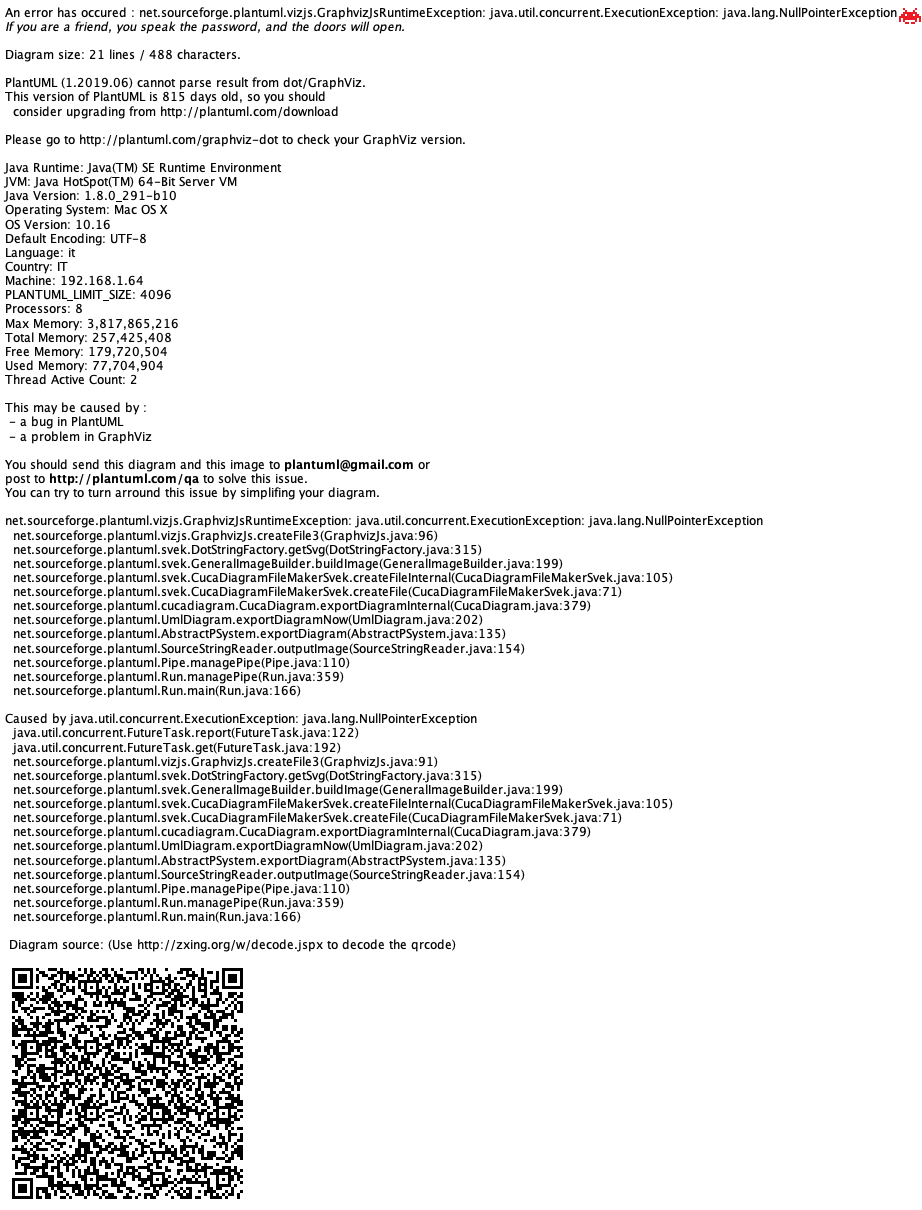 An error has occured : net.sourceforge.plantuml.vizjs.GraphvizJsRuntimeException: java.util.concurrent.ExecutionException: java.lang.NullPointerException
If you are a friend, you speak the password, and the doors will open.
Diagram size: 21 lines / 488 characters.
PlantUML (1.2019.06) cannot parse result from dot/GraphViz.
This version of PlantUML is 815 days old, so you should
consider upgrading from http://plantuml.com/download
Please go to http://plantuml.com/graphviz-dot to check your GraphViz version.
Java Runtime: Java(TM) SE Runtime Environment
JVM: Java HotSpot(TM) 64-Bit Server VM
Java Version: 1.8.0_291-b10
Operating System: Mac OS X
OS Version: 10.16
Default Encoding: UTF-8
Language: it
Country: IT
Machine: 192.168.1.64
PLANTUML_LIMIT_SIZE: 4096
Processors: 8
Max Memory: 3,817,865,216
Total Memory: 257,425,408
Free Memory: 179,720,504
Used Memory: 77,704,904
Thread Active Count: 2
This may be caused by :
- a bug in PlantUML
- a problem in GraphViz
You should send this diagram and this image to plantuml@gmail.com or
post to http://plantuml.com/qa to solve this issue.
You can try to turn arround this issue by simplifing your diagram.
net.sourceforge.plantuml.vizjs.GraphvizJsRuntimeException: java.util.concurrent.ExecutionException: java.lang.NullPointerException
net.sourceforge.plantuml.vizjs.GraphvizJs.createFile3(GraphvizJs.java:96)
net.sourceforge.plantuml.svek.DotStringFactory.getSvg(DotStringFactory.java:315)
net.sourceforge.plantuml.svek.GeneralImageBuilder.buildImage(GeneralImageBuilder.java:199)
net.sourceforge.plantuml.svek.CucaDiagramFileMakerSvek.createFileInternal(CucaDiagramFileMakerSvek.java:105)
net.sourceforge.plantuml.svek.CucaDiagramFileMakerSvek.createFile(CucaDiagramFileMakerSvek.java:71)
net.sourceforge.plantuml.cucadiagram.CucaDiagram.exportDiagramInternal(CucaDiagram.java:379)
net.sourceforge.plantuml.UmlDiagram.exportDiagramNow(UmlDiagram.java:202)
net.sourceforge.plantuml.AbstractPSystem.exportDiagram(AbstractPSystem.java:135)
net.sourceforge.plantuml.SourceStringReader.outputImage(SourceStringReader.java:154)
net.sourceforge.plantuml.Pipe.managePipe(Pipe.java:110)
net.sourceforge.plantuml.Run.managePipe(Run.java:359)
net.sourceforge.plantuml.Run.main(Run.java:166)
Caused by java.util.concurrent.ExecutionException: java.lang.NullPointerException
java.util.concurrent.FutureTask.report(FutureTask.java:122)
java.util.concurrent.FutureTask.get(FutureTask.java:192)
net.sourceforge.plantuml.vizjs.GraphvizJs.createFile3(GraphvizJs.java:91)
net.sourceforge.plantuml.svek.DotStringFactory.getSvg(DotStringFactory.java:315)
net.sourceforge.plantuml.svek.GeneralImageBuilder.buildImage(GeneralImageBuilder.java:199)
net.sourceforge.plantuml.svek.CucaDiagramFileMakerSvek.createFileInternal(CucaDiagramFileMakerSvek.java:105)
net.sourceforge.plantuml.svek.CucaDiagramFileMakerSvek.createFile(CucaDiagramFileMakerSvek.java:71)
net.sourceforge.plantuml.cucadiagram.CucaDiagram.exportDiagramInternal(CucaDiagram.java:379)
net.sourceforge.plantuml.UmlDiagram.exportDiagramNow(UmlDiagram.java:202)
net.sourceforge.plantuml.AbstractPSystem.exportDiagram(AbstractPSystem.java:135)
net.sourceforge.plantuml.SourceStringReader.outputImage(SourceStringReader.java:154)
net.sourceforge.plantuml.Pipe.managePipe(Pipe.java:110)
net.sourceforge.plantuml.Run.managePipe(Run.java:359)
net.sourceforge.plantuml.Run.main(Run.java:166)
Diagram source: (Use http://zxing.org/w/decode.jspx to decode the qrcode)